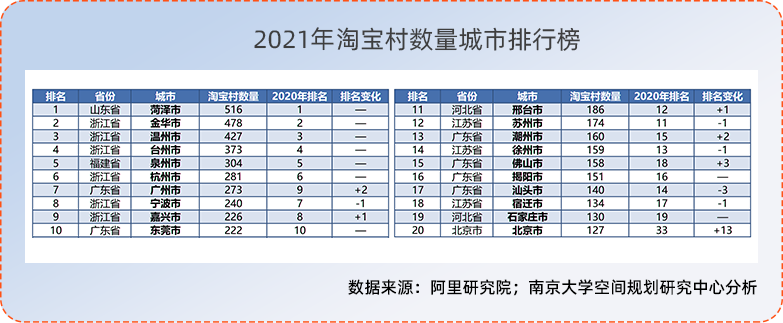 2021年淘宝村数量城市排行榜
排名 省份 城市 淘宝村数量 2020年排名 排名变化
1 山东省 菏泽市 516 1 —
2 浙江省 金华市 478 2 —
3 浙江省 温州市 427 3 —
4 浙江省 台州市 373 4 —
5 福建省 泉州市 304 5 —
6 浙江省 杭州市 281 6 —
7 广东省 广州市 273 9 +2
8 浙江省 宁波市 240 7 -1
9 浙江省 嘉兴市 226 8 +1
10 广东省 东莞市 222 10 —
排名 省份 城市 淘宝村数量 2020年排名 排名变化
11 河北省 邢台市 186 12 +1
12 江苏省 苏州市 174 11 -1
13 广东省 潮州市 160 15 +2
14 江苏省 徐州市 159 13 -1
15 广东省 佛山市 158 18 +3
16 广东省 揭阳市 151 16 —
17 广东省 汕头市 140 14 -3
18 江苏省 宿迁市 134 17 -1
19 河北省 石家庄市 130 19 —
20 北京市 北京市 127 33 +13
数据来源：阿里研究院；南京大学空间规划研究中心分析